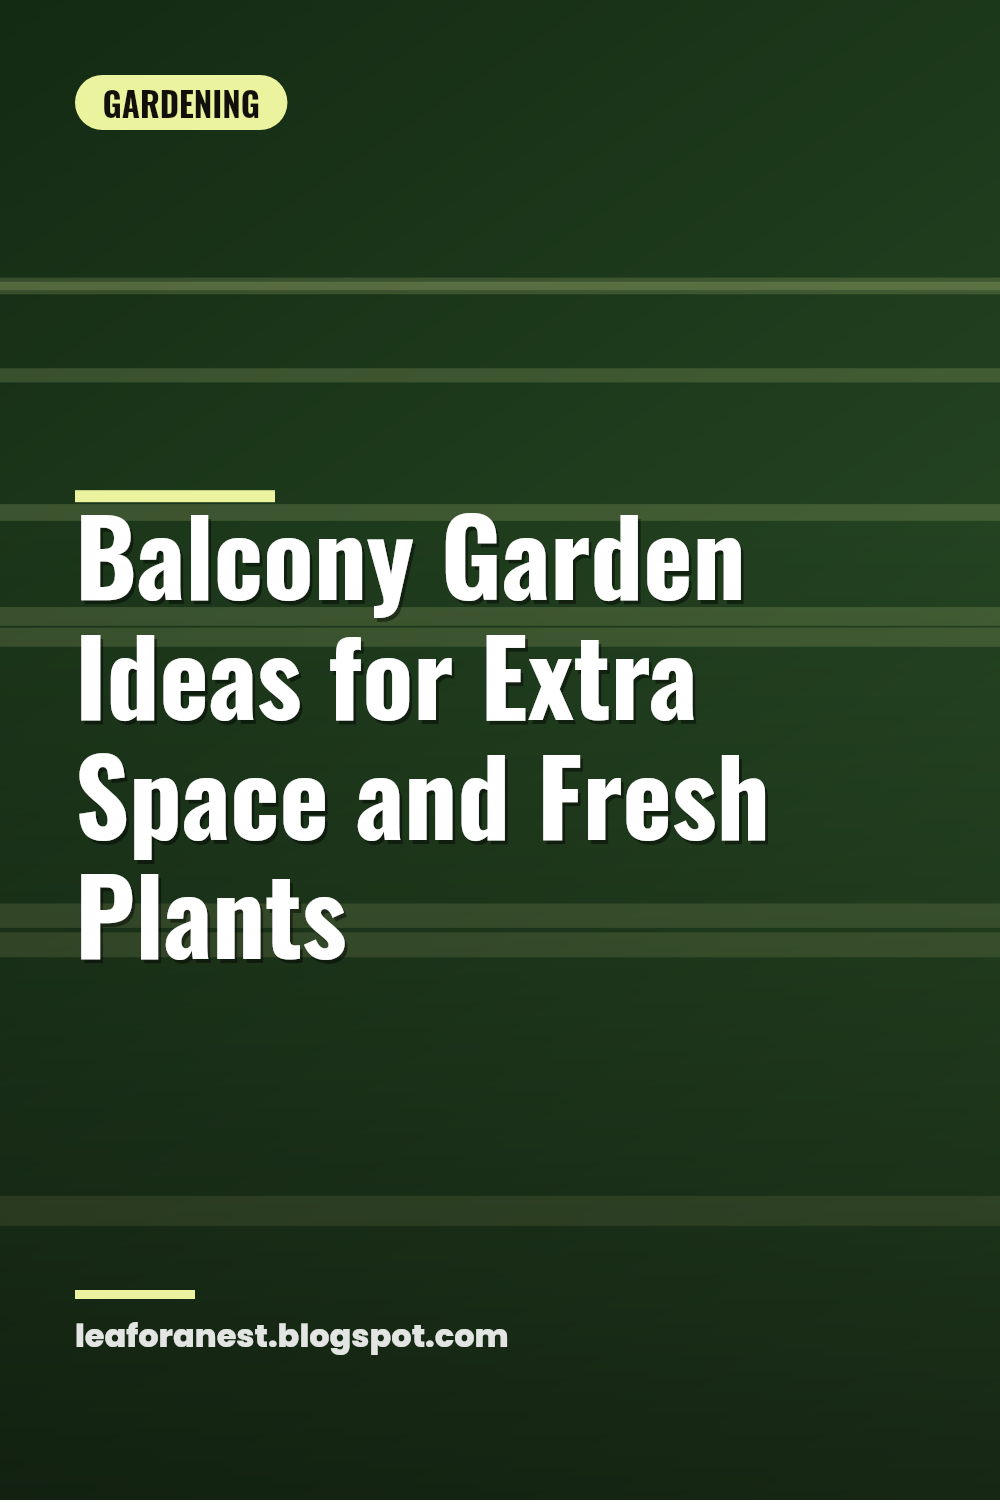 GARDENING
Balcony Garden
Ideas for Extra
Space and Fresh
Plants
leaforanest.blogspot.com